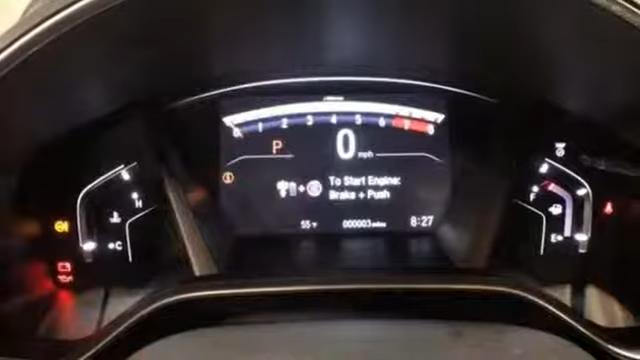 1 2 3 4 5 6 7 8
P
0 mph
To Start Engine:
Brake + Push
H
C
E
55°F
000003 miles
8:27